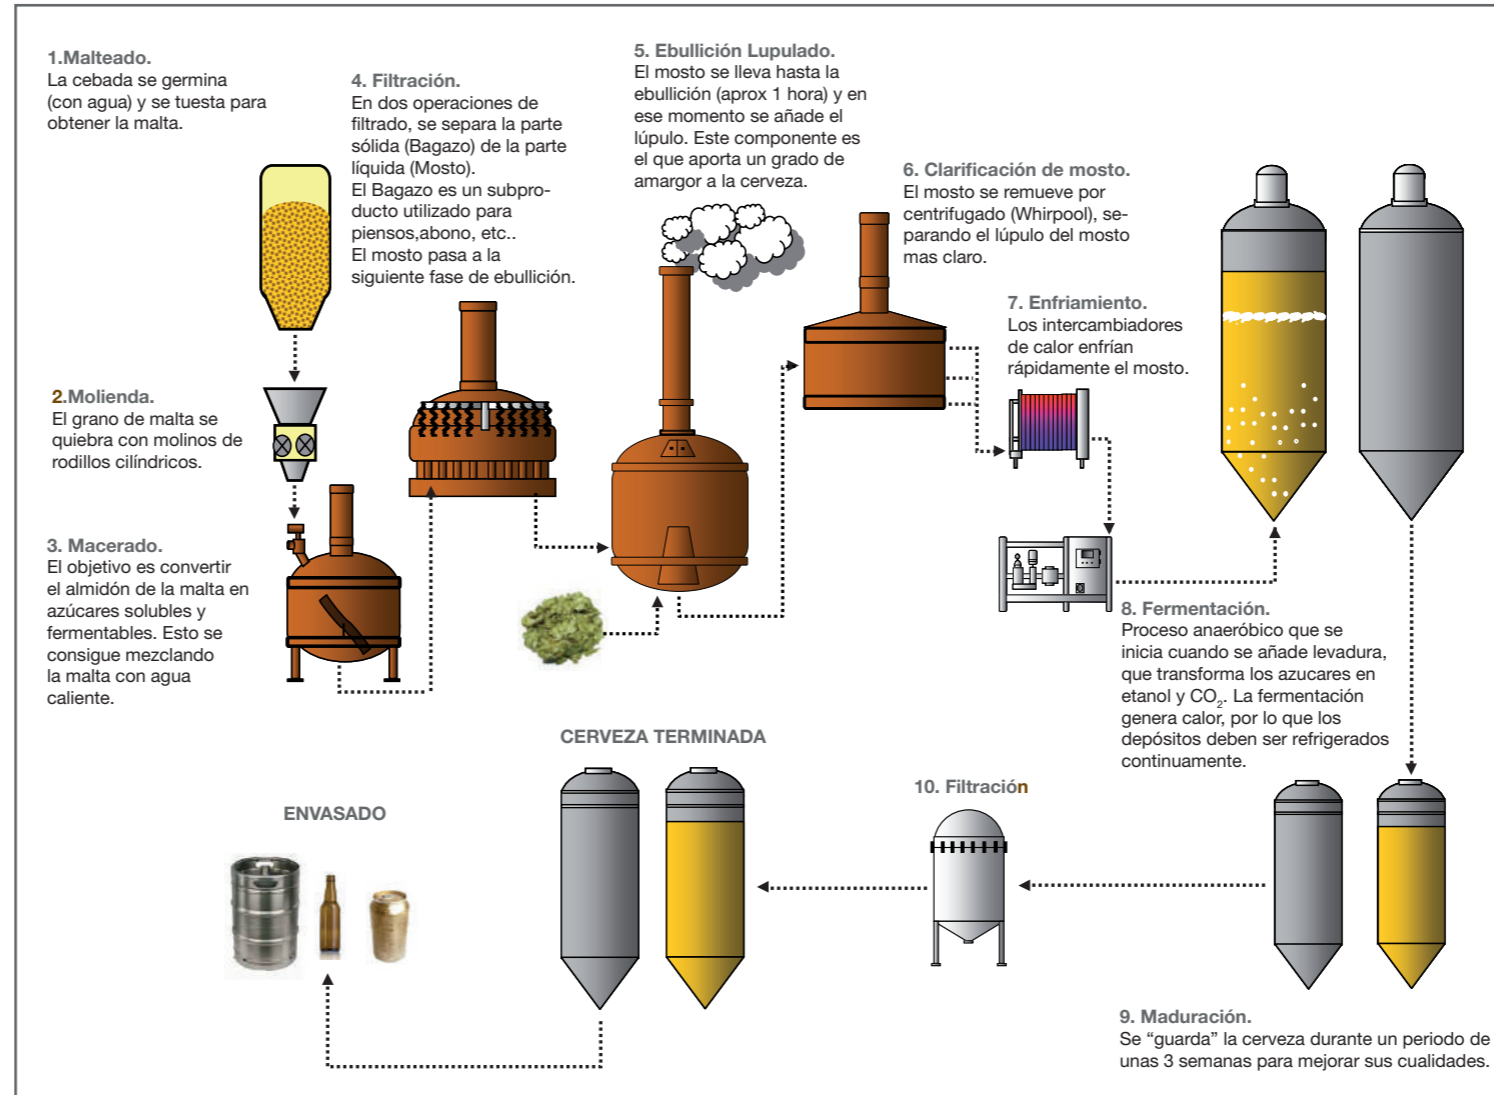 1.Malteado.
La cebada se germina
(con agua) y se tuesta para
obtener la malta.
2.Molienda.
El grano de malta se
quiebra con molinos de
rodillos cilíndricos.
3. Macerado.
El objetivo es convertir
el almidón de la malta en
azúcares solubles y
fermentables. Esto se
consigue mezclando
la malta con agua
caliente.
4. Filtración.
En dos operaciones de
filtrado, se separa la parte
sólida (Bagazo) de la parte
líquida (Mosto).
El Bagazo es un subpro-
ducto utilizado para
piensos,abono, etc..
El mosto pasa a la
siguiente fase de ebullición.
5. Ebullición Lupulado.
El mosto se lleva hasta la
ebullición (aprox 1 hora) y en
ese momento se añade el
lúpulo. Este componente es
el que aporta un grado de
amargor a la cerveza.
6. Clarificación de mosto.
El mosto se remueve por
centrifugado (Whirpool), se-
parando el lúpulo del mosto
mas claro.
7. Enfriamiento.
Los intercambiadores
de calor enfrían
rápidamente el mosto.
8. Fermentación.
Proceso anaeróbico que se
inicia cuando se añade levadura,
que transforma los azucares en
etanol y CO₂. La fermentación
genera calor, por lo que los
depósitos deben ser refrigerados
continuamente.
9. Maduración.
Se “guarda” la cerveza durante un periodo de
unas 3 semanas para mejorar sus cualidades.
10. Filtración
CERVEZA TERMINADA
ENVASADO